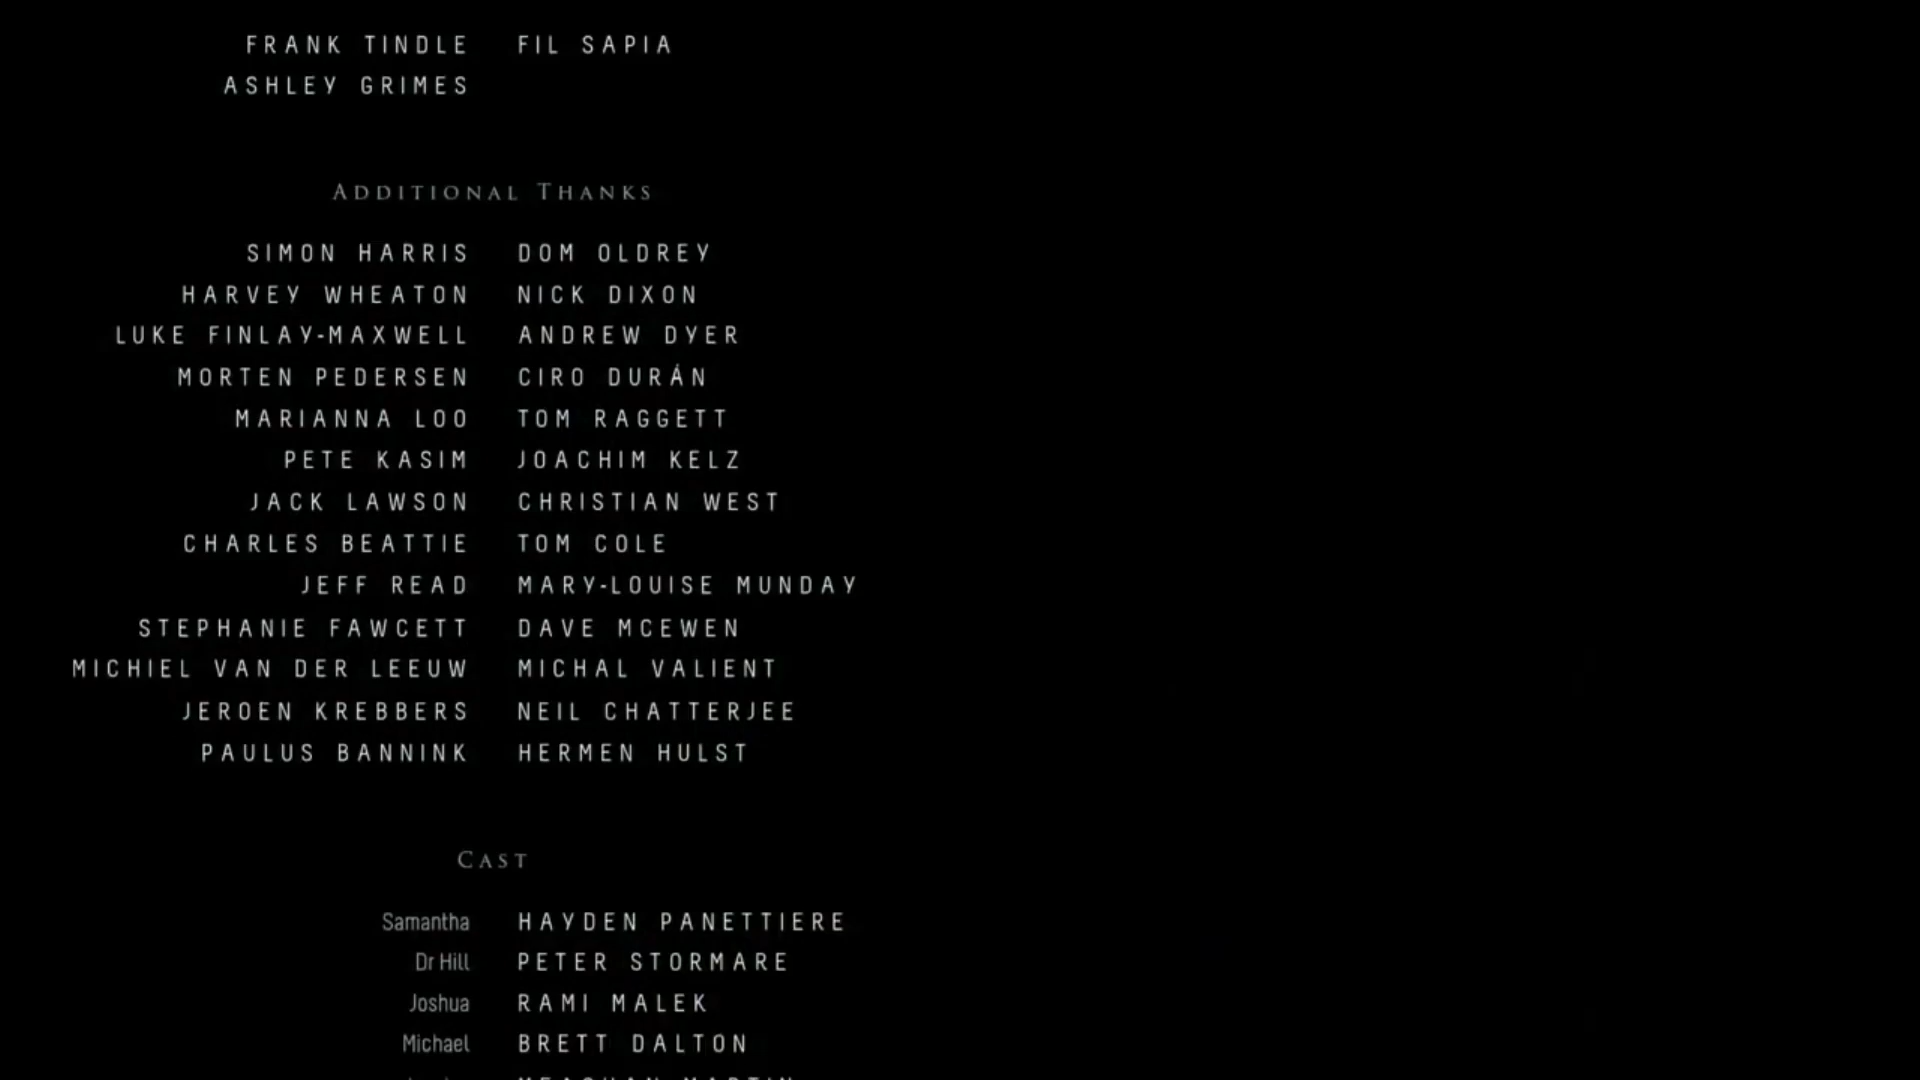 FRANK TINDLE FIL SAPIA
ASHLEY GRIMES
ADDITIONAL THANKS
SIMON HARRIS DOM OLDREY
HARVEY WHEATON NICK DIXON
LUKE FINLAY-MAXWELL ANDREW DYER
MORTEN PEDERSEN CIRO DURÁN
MARIANNA LOO TOM RAGGETT
PETE KASIM JOACHIM KELZ
JACK LAWSON CHRISTIAN WEST
CHARLES BEATTIE TOM COLE
JEFF READ MARY-LOUISE MUNDAY
STEPHANIE FAWCETT DAVE MCEWEN
MICHIEL VAN DER LEEUW MICHAL VALIENT
JEROEN KREBBERS NEIL CHATTERJEE
PAULUS BANNINK HERMEN HULST
CAST
Samantha HAYDEN PANETTIERE
Dr Hill PETER STORMARE
Joshua RAMI MALEK
Michael BRETT DALTON